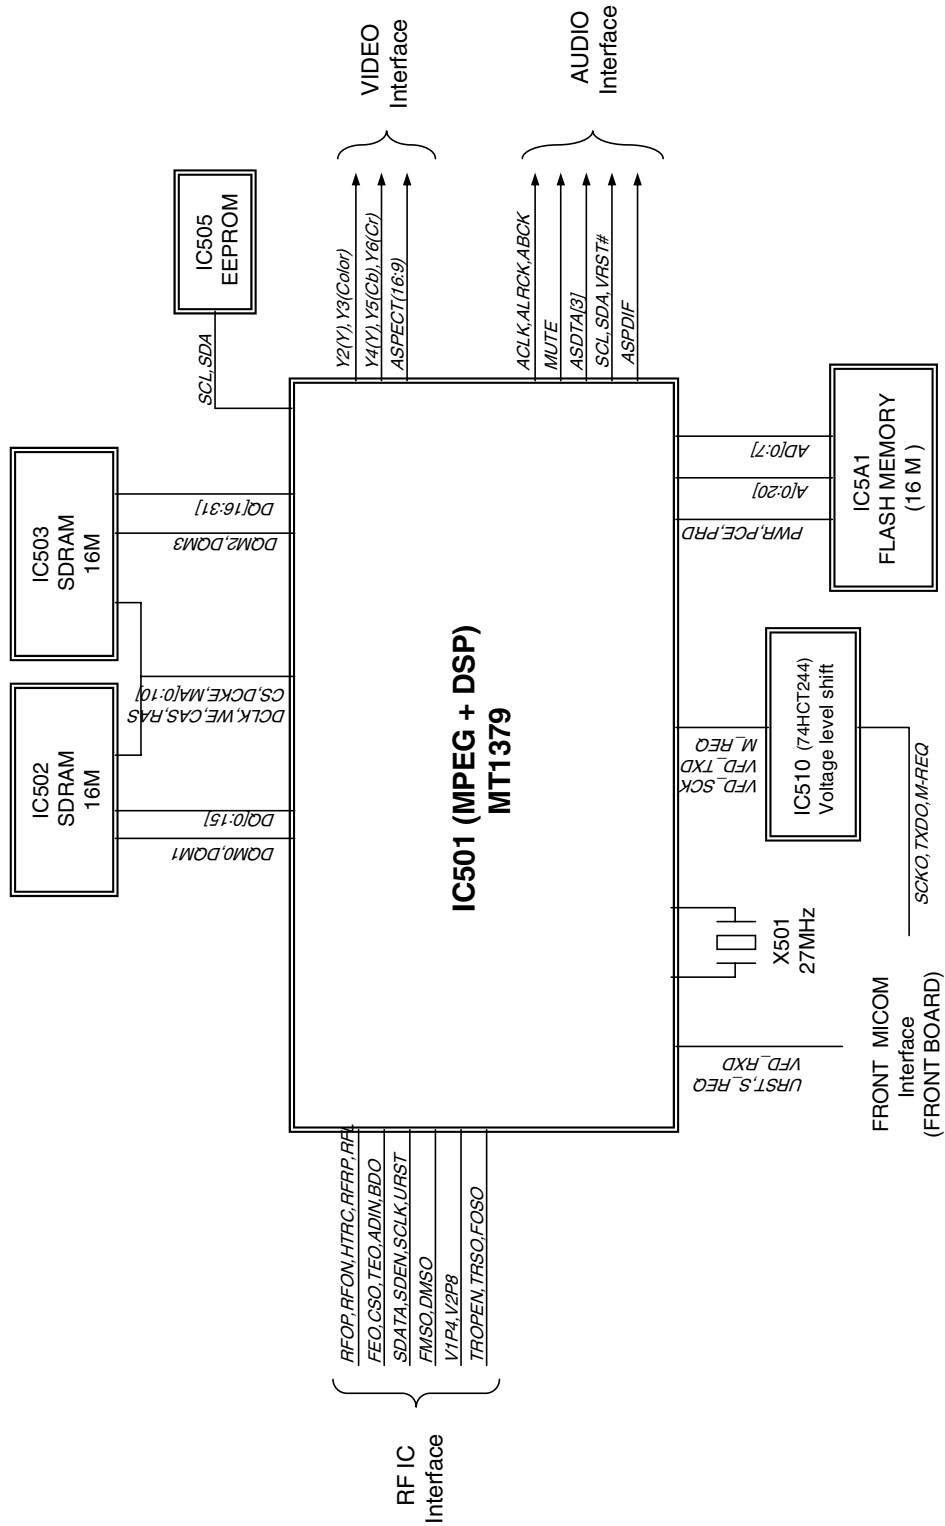 IC502
SDRAM
16M
IC503
SDRAM
16M
IC505
EEPROM
DQM0,DQM1
DQ[0:15]
DCLK,WE,CAS,RAS
CS,DCKE,MA[0:10]
DQM2,DQM3
DQ[16:31]
SCL,SDA
RF IC
Interface
RFOP,RFON,HTRC,RFRP,RFL
FEO,CSO,TEO,ADIN,BDO
SDATA,SDEN,SCLK,URST
FMSO,DMSO
V1P4,V2P8
TROPEN,TRSO,FOSO
IC501 (MPEG + DSP)
MT1379
Y2(Y),Y3(Color)
Y4(Y),Y5(Cb),Y6(Cr)
ASPECT(16:9)
VIDEO
Interface
ACLK,ALRCK,ABCK
MUTE
ASDTA[3]
SCL,SDA,VRST#
ASPDIF
AUDIO
Interface
URST,S_REQ
VFD_RXD
X501
27MHz
VFD_SCK
VFD_TXD
M_REQ
PWR,PCE,PRD
A[0:20]
AD[0:7]
IC510 (74HCT244)
Voltage level shift
IC5A1
FLASH MEMORY
(16 M )
FRONT MICOM
Interface
(FRONT BOARD)
SCKO,TXDO,M-REQ